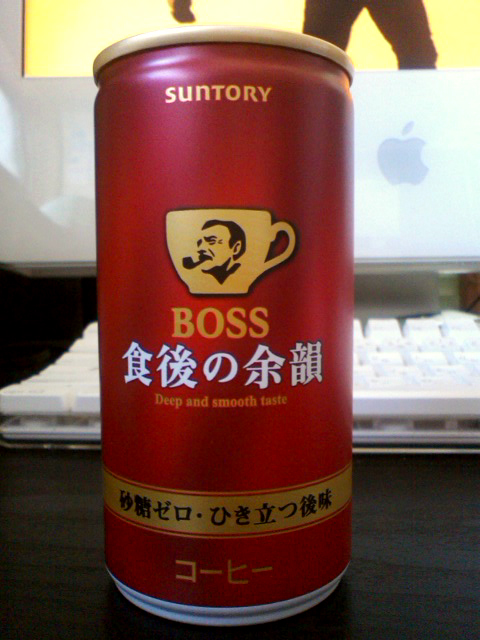 SUNTORY
BOSS
食後の余韻
Deep and smooth taste
砂糖ゼロ・ひき立つ後味
コーヒー